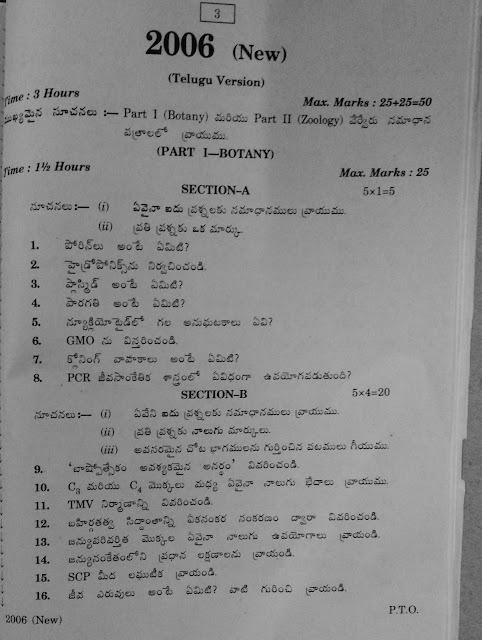 3
2006 (New)
(Telugu Version)
Time : 3 Hours Max. Marks : 25+25=50
ముఖ్యమైన సూచనలు :— Part I (Botany) మరియు Part II (Zoology) వేర్వేరు సమాధాన
పత్రాలలో వ్రాయుము.
(PART I—BOTANY)
Time : 1½ Hours Max. Marks : 25
SECTION–A 5×1=5
సూచనలు:— (i) ఏవైనా ఐదు ప్రశ్నలకు సమాధానములు వ్రాయుము.
(ii) ప్రతి ప్రశ్నకు ఒక మార్కు.
1. పోరిన్‌లు అంటే ఏమిటి?
2. హైడ్రోపోనిక్స్‌ను నిర్వచించండి.
3. ప్లాస్మిడ్ అంటే ఏమిటి?
4. పారగతి అంటే ఏమిటి?
5. న్యూక్లియోటైడ్‌లో గల అనుఘటకాలు ఏవి?
6. GMO ను విస్తరించండి.
7. క్లోనింగ్ వాహకాలు అంటే ఏమిటి?
8. PCR జీవసాంకేతిక శాస్త్రంలో ఏవిధంగా ఉపయోగపడుతుంది?
SECTION–B 5×4=20
సూచనలు:— (i) ఏవేని ఐదు ప్రశ్నలకు సమాధానములు వ్రాయుము.
(ii) ప్రతి ప్రశ్నకు నాలుగు మార్కులు.
(iii) అవసరమైన చోట భాగములను గుర్తించిన పటములు గీయుము.
9. ‘బాష్పోత్సేకం ఆవశ్యకమైన అనర్థం’ వివరించండి.
10. C₃ మరియు C₄ మొక్కలు మధ్య ఏవైనా నాలుగు భేదాలు వ్రాయుము.
11. TMV నిర్మాణాన్ని వివరించండి.
12. బహిర్గతత్వ సిద్ధాంతాన్ని ఏకసంకర సంకరణం ద్వారా వివరించండి.
13. జన్యుపరివర్తిత మొక్కల ఏవైనా నాలుగు ఉపయోగాలు వ్రాయండి.
14. జన్యుసంకేతంలోని ప్రధాన లక్షణాలను వ్రాయండి.
15. SCP మీద లఘుటీక వ్రాయండి.
16. జీవ ఎరువులు అంటే ఏమిటి? వాటి గురించి వ్రాయండి.
P.T.O.
2006 (New)